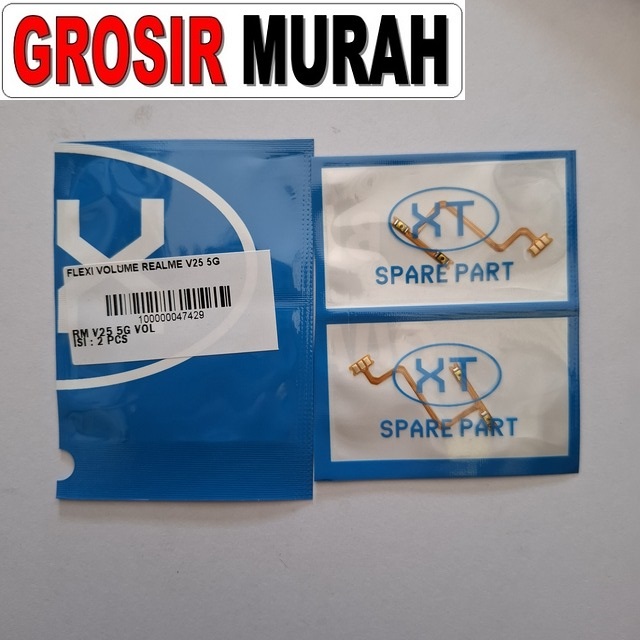 GROSIR MURAH
FLEXI VOLUME REALME V25 5G
100000047429
RM V25 5G VOL
ISI : 2 PCS
X
XT
SPARE PART
XT
SPARE PART